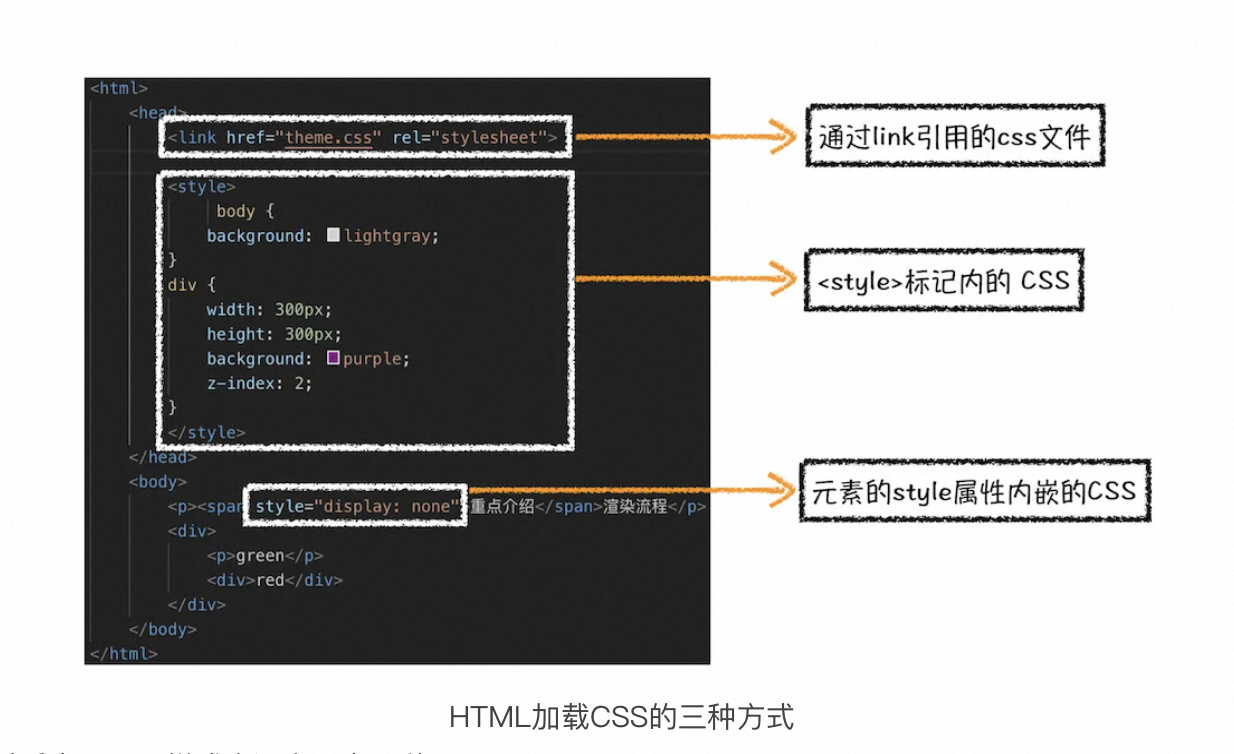 <html>
<head>
<link href="theme.css" rel="stylesheet">
通过link引用的css文件
<style>
body {
background: lightgray;
}
<style>标记内的 CSS
div {
width: 300px;
height: 300px;
background: purple;
z-index: 2;
}
</style>
</head>
<body>
元素的style属性内嵌的CSS
<p><span style="display: none">重点介绍</span>渲染流程</p>
<div>
<p>green</p>
<div>red</div>
</div>
</body>
</html>
HTML加载CSS的三种方式